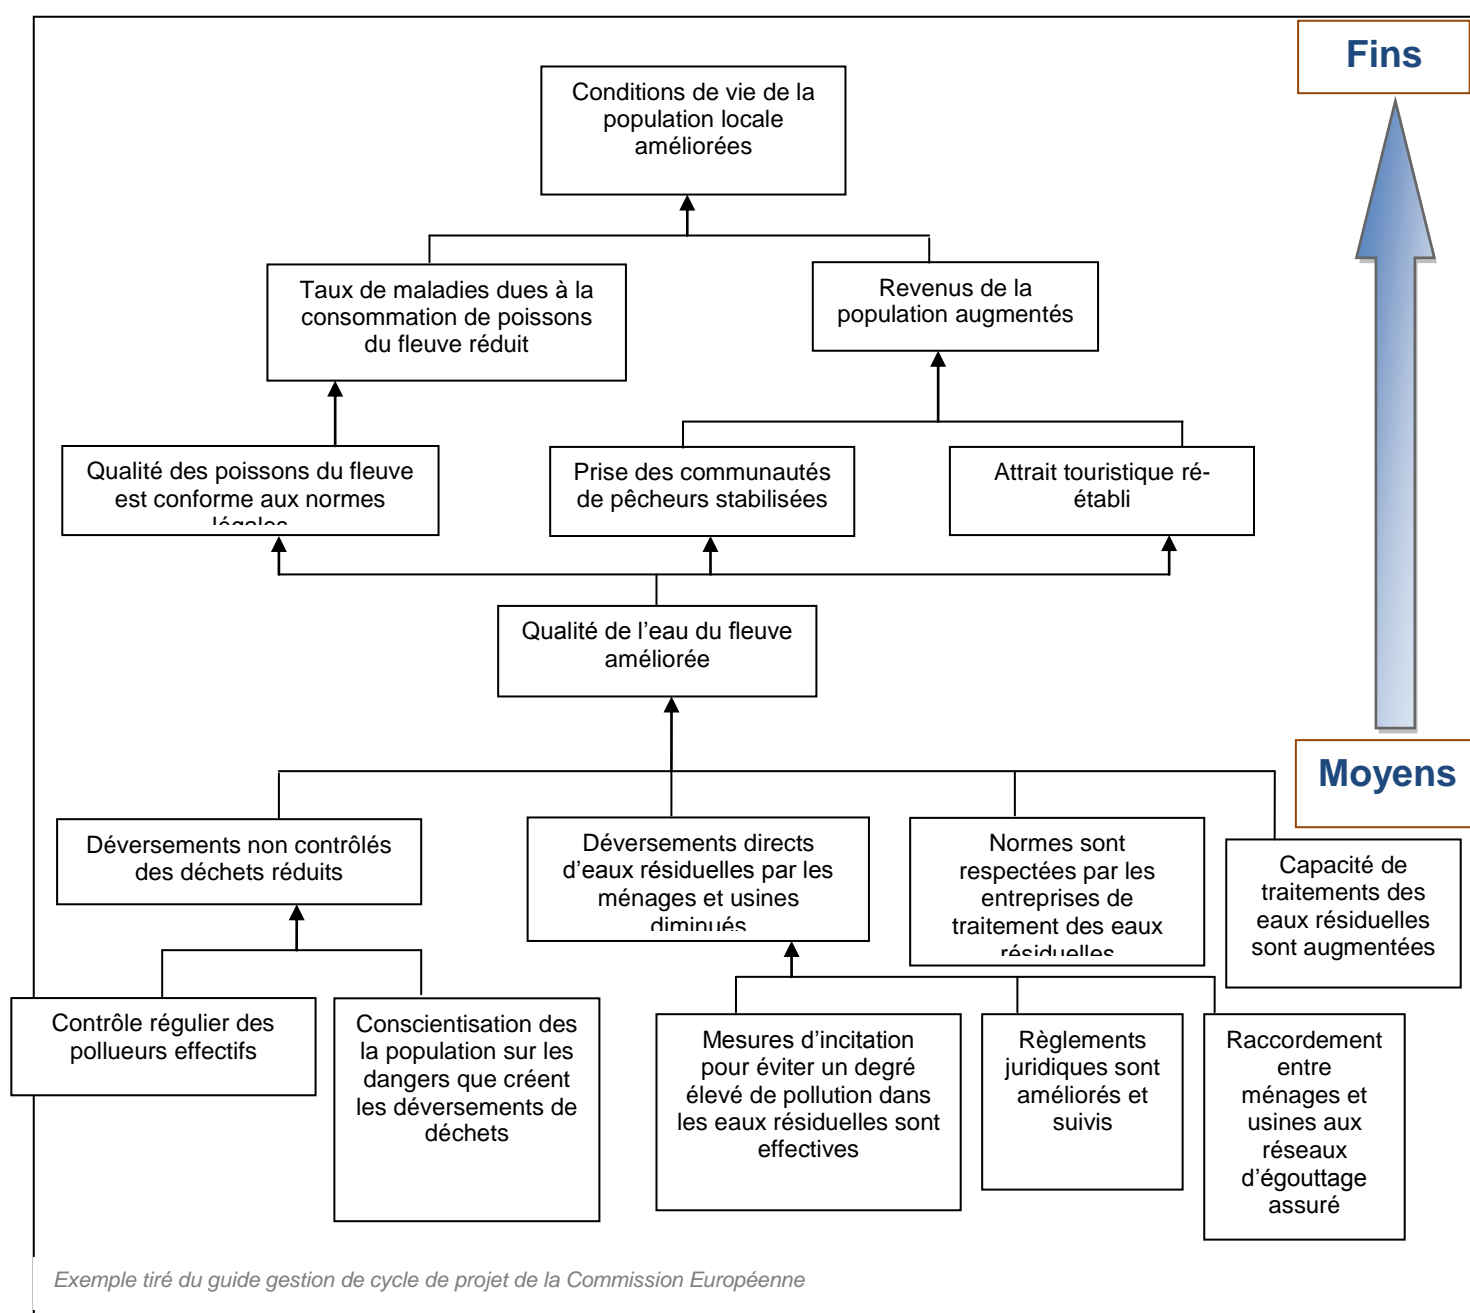 Fins
Conditions de vie de la
population locale
améliorées
Taux de maladies dues à la
consommation de poissons
du fleuve réduit
Revenus de la
population augmentés
Qualité des poissons du fleuve
est conforme aux normes
légales
Prise des communautés
de pêcheurs stabilisées
Attrait touristique ré-
établi
Qualité de l’eau du fleuve
améliorée
Moyens
Déversements non contrôlés
des déchets réduits
Déversements directs
d’eaux résiduelles par les
ménages et usines
diminués
Normes sont
respectées par les
entreprises de
traitement des eaux
résiduelles
Capacité de
traitements des
eaux résiduelles
sont augmentées
Contrôle régulier des
pollueurs effectifs
Conscientisation des
la population sur les
dangers que créent
les déversements de
déchets
Mesures d’incitation
pour éviter un degré
élevé de pollution dans
les eaux résiduelles sont
effectives
Règlements
juridiques sont
améliorés et
suivis
Raccordement
entre
ménages et
usines aux
réseaux
d’égouttage
assuré
Exemple tiré du guide gestion de cycle de projet de la Commission Européenne